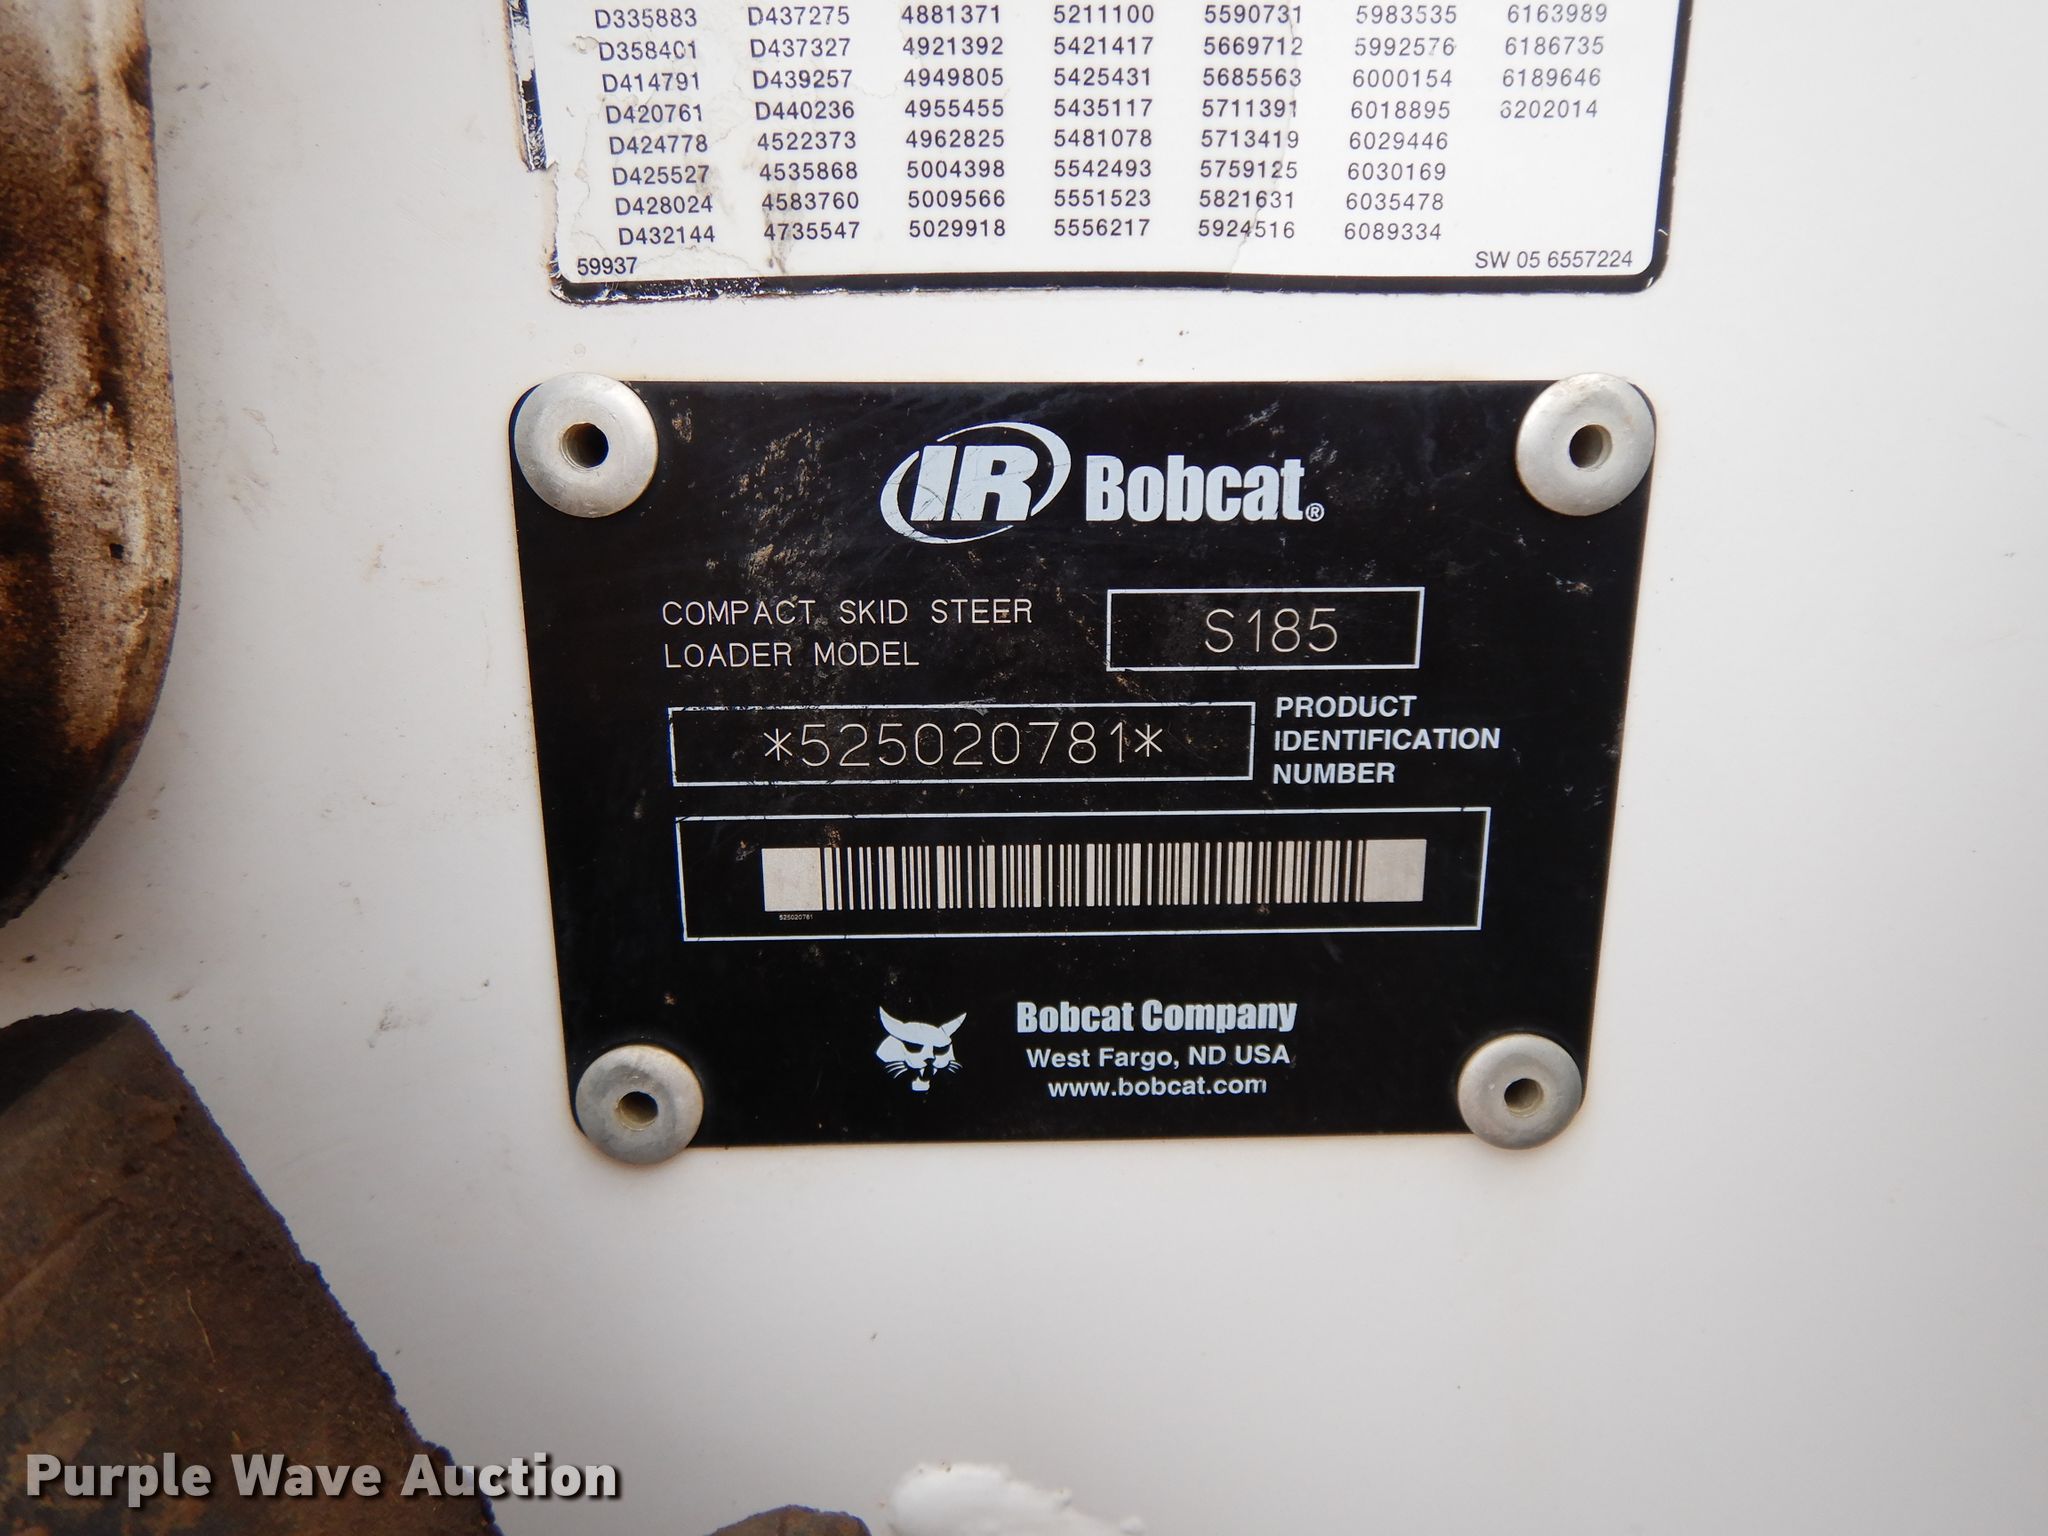 D335883 D437275 4881371 5211100 5590731 5983535 6163989
D358401 D437327 4921392 5421417 5669712 5992576 6186735
D414791 D439257 4949805 5425431 5685563 6000154 6189646
D420761 D440236 4955455 5435117 5711391 6018895 6202014
D424778 4522373 4962825 5481078 5713419 6029446
D425527 4535868 5004398 5542493 5759125 6030169
D428024 4583760 5009566 5551523 5821631 6035478
D432144 4735547 5029918 5556217 5924516 6089334
59937 SW 05 6557224
IR Bobcat®
COMPACT SKID STEER
LOADER MODEL
S185
*525020781*
PRODUCT
IDENTIFICATION
NUMBER
525020781
Bobcat Company
West Fargo, ND USA
www.bobcat.com
Purple Wave Auction